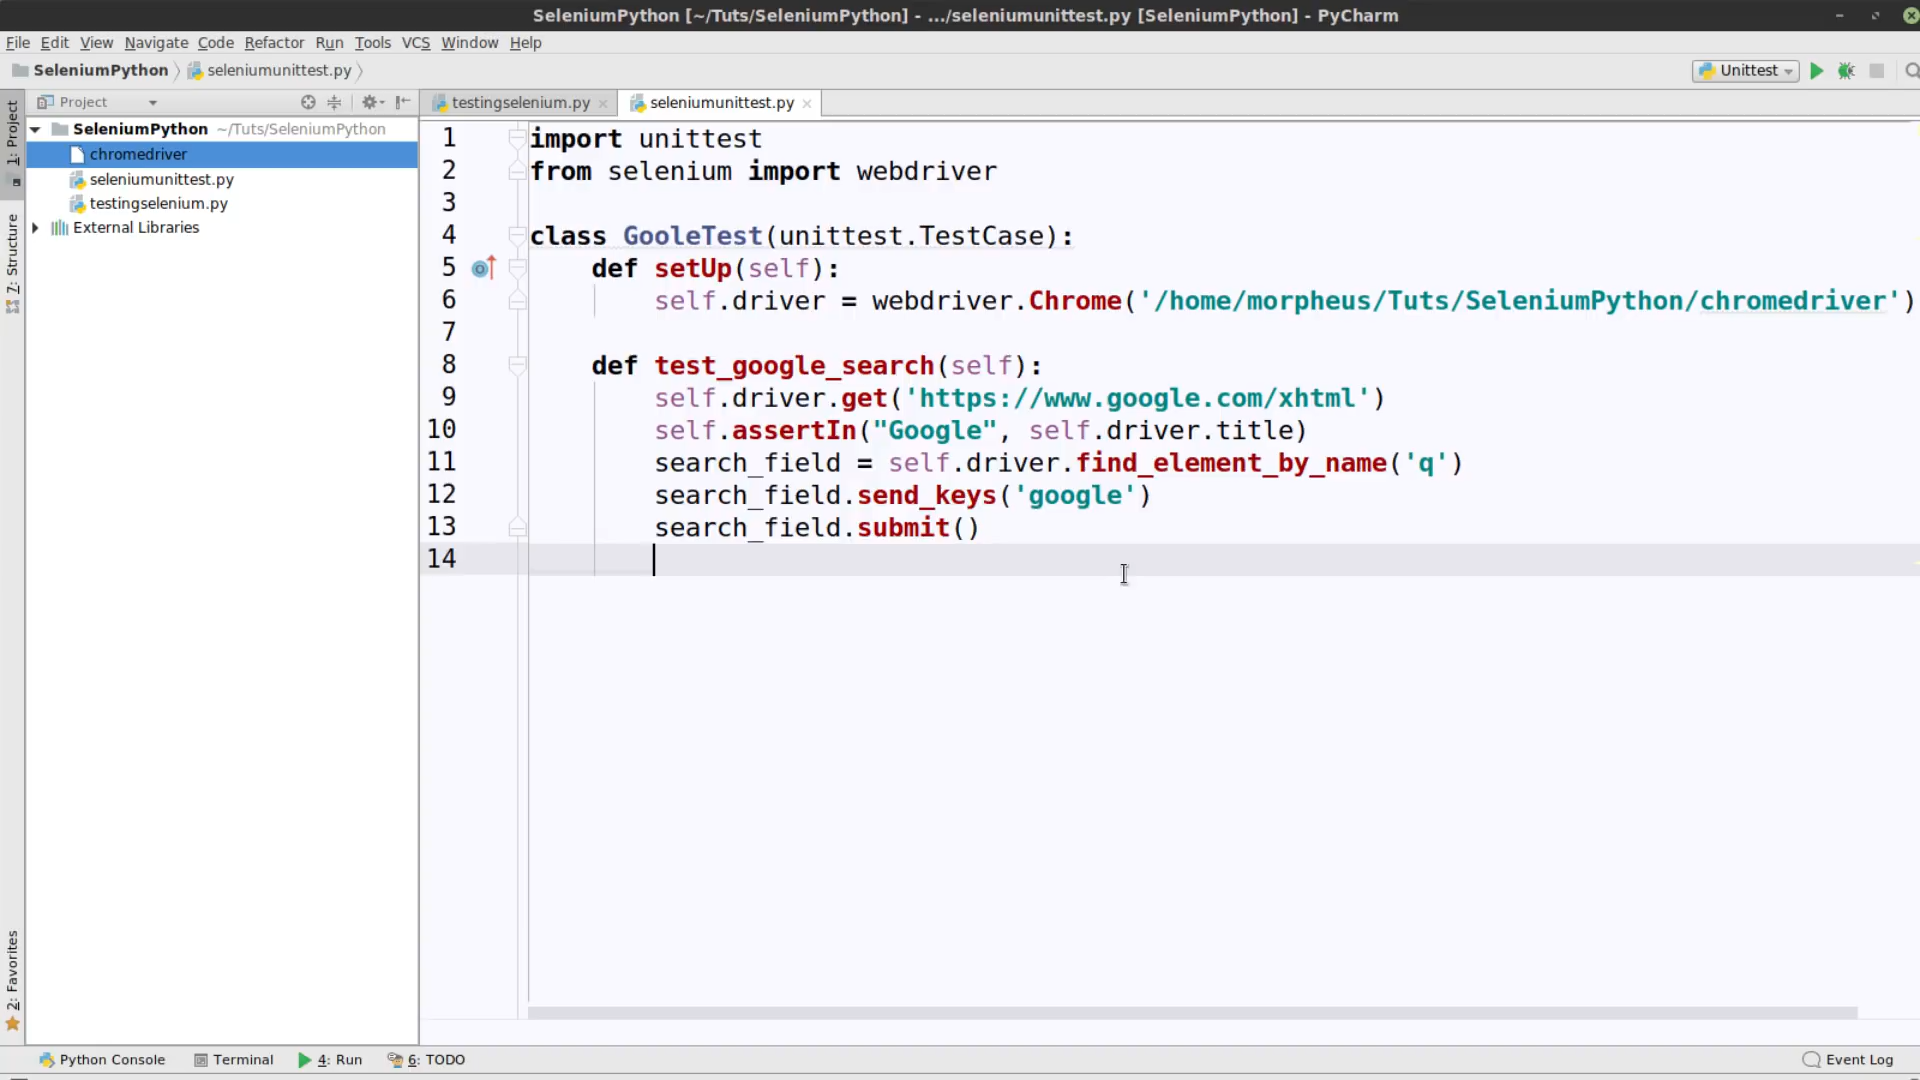 SeleniumPython [~/Tuts/SeleniumPython] - .../seleniumunittest.py [SeleniumPython] - PyCharm
File Edit View Navigate Code Refactor Run Tools VCS Window Help
SeleniumPython seleniumunittest.py Unittest
1: Project
7: Structure
2: Favorites
Project
SeleniumPython ~/Tuts/SeleniumPython
chromedriver
seleniumunittest.py
testingselenium.py
External Libraries
testingselenium.py seleniumunittest.py
1 import unittest
2 from selenium import webdriver
3
4 class GooleTest(unittest.TestCase):
5 def setUp(self):
6 self.driver = webdriver.Chrome('/home/morpheus/Tuts/SeleniumPython/chromedriver')
7
8 def test_google_search(self):
9 self.driver.get('https://www.google.com/xhtml')
10 self.assertIn("Google", self.driver.title)
11 search_field = self.driver.find_element_by_name('q')
12 search_field.send_keys('google')
13 search_field.submit()
14
Python Console Terminal 4: Run 6: TODO Event Log